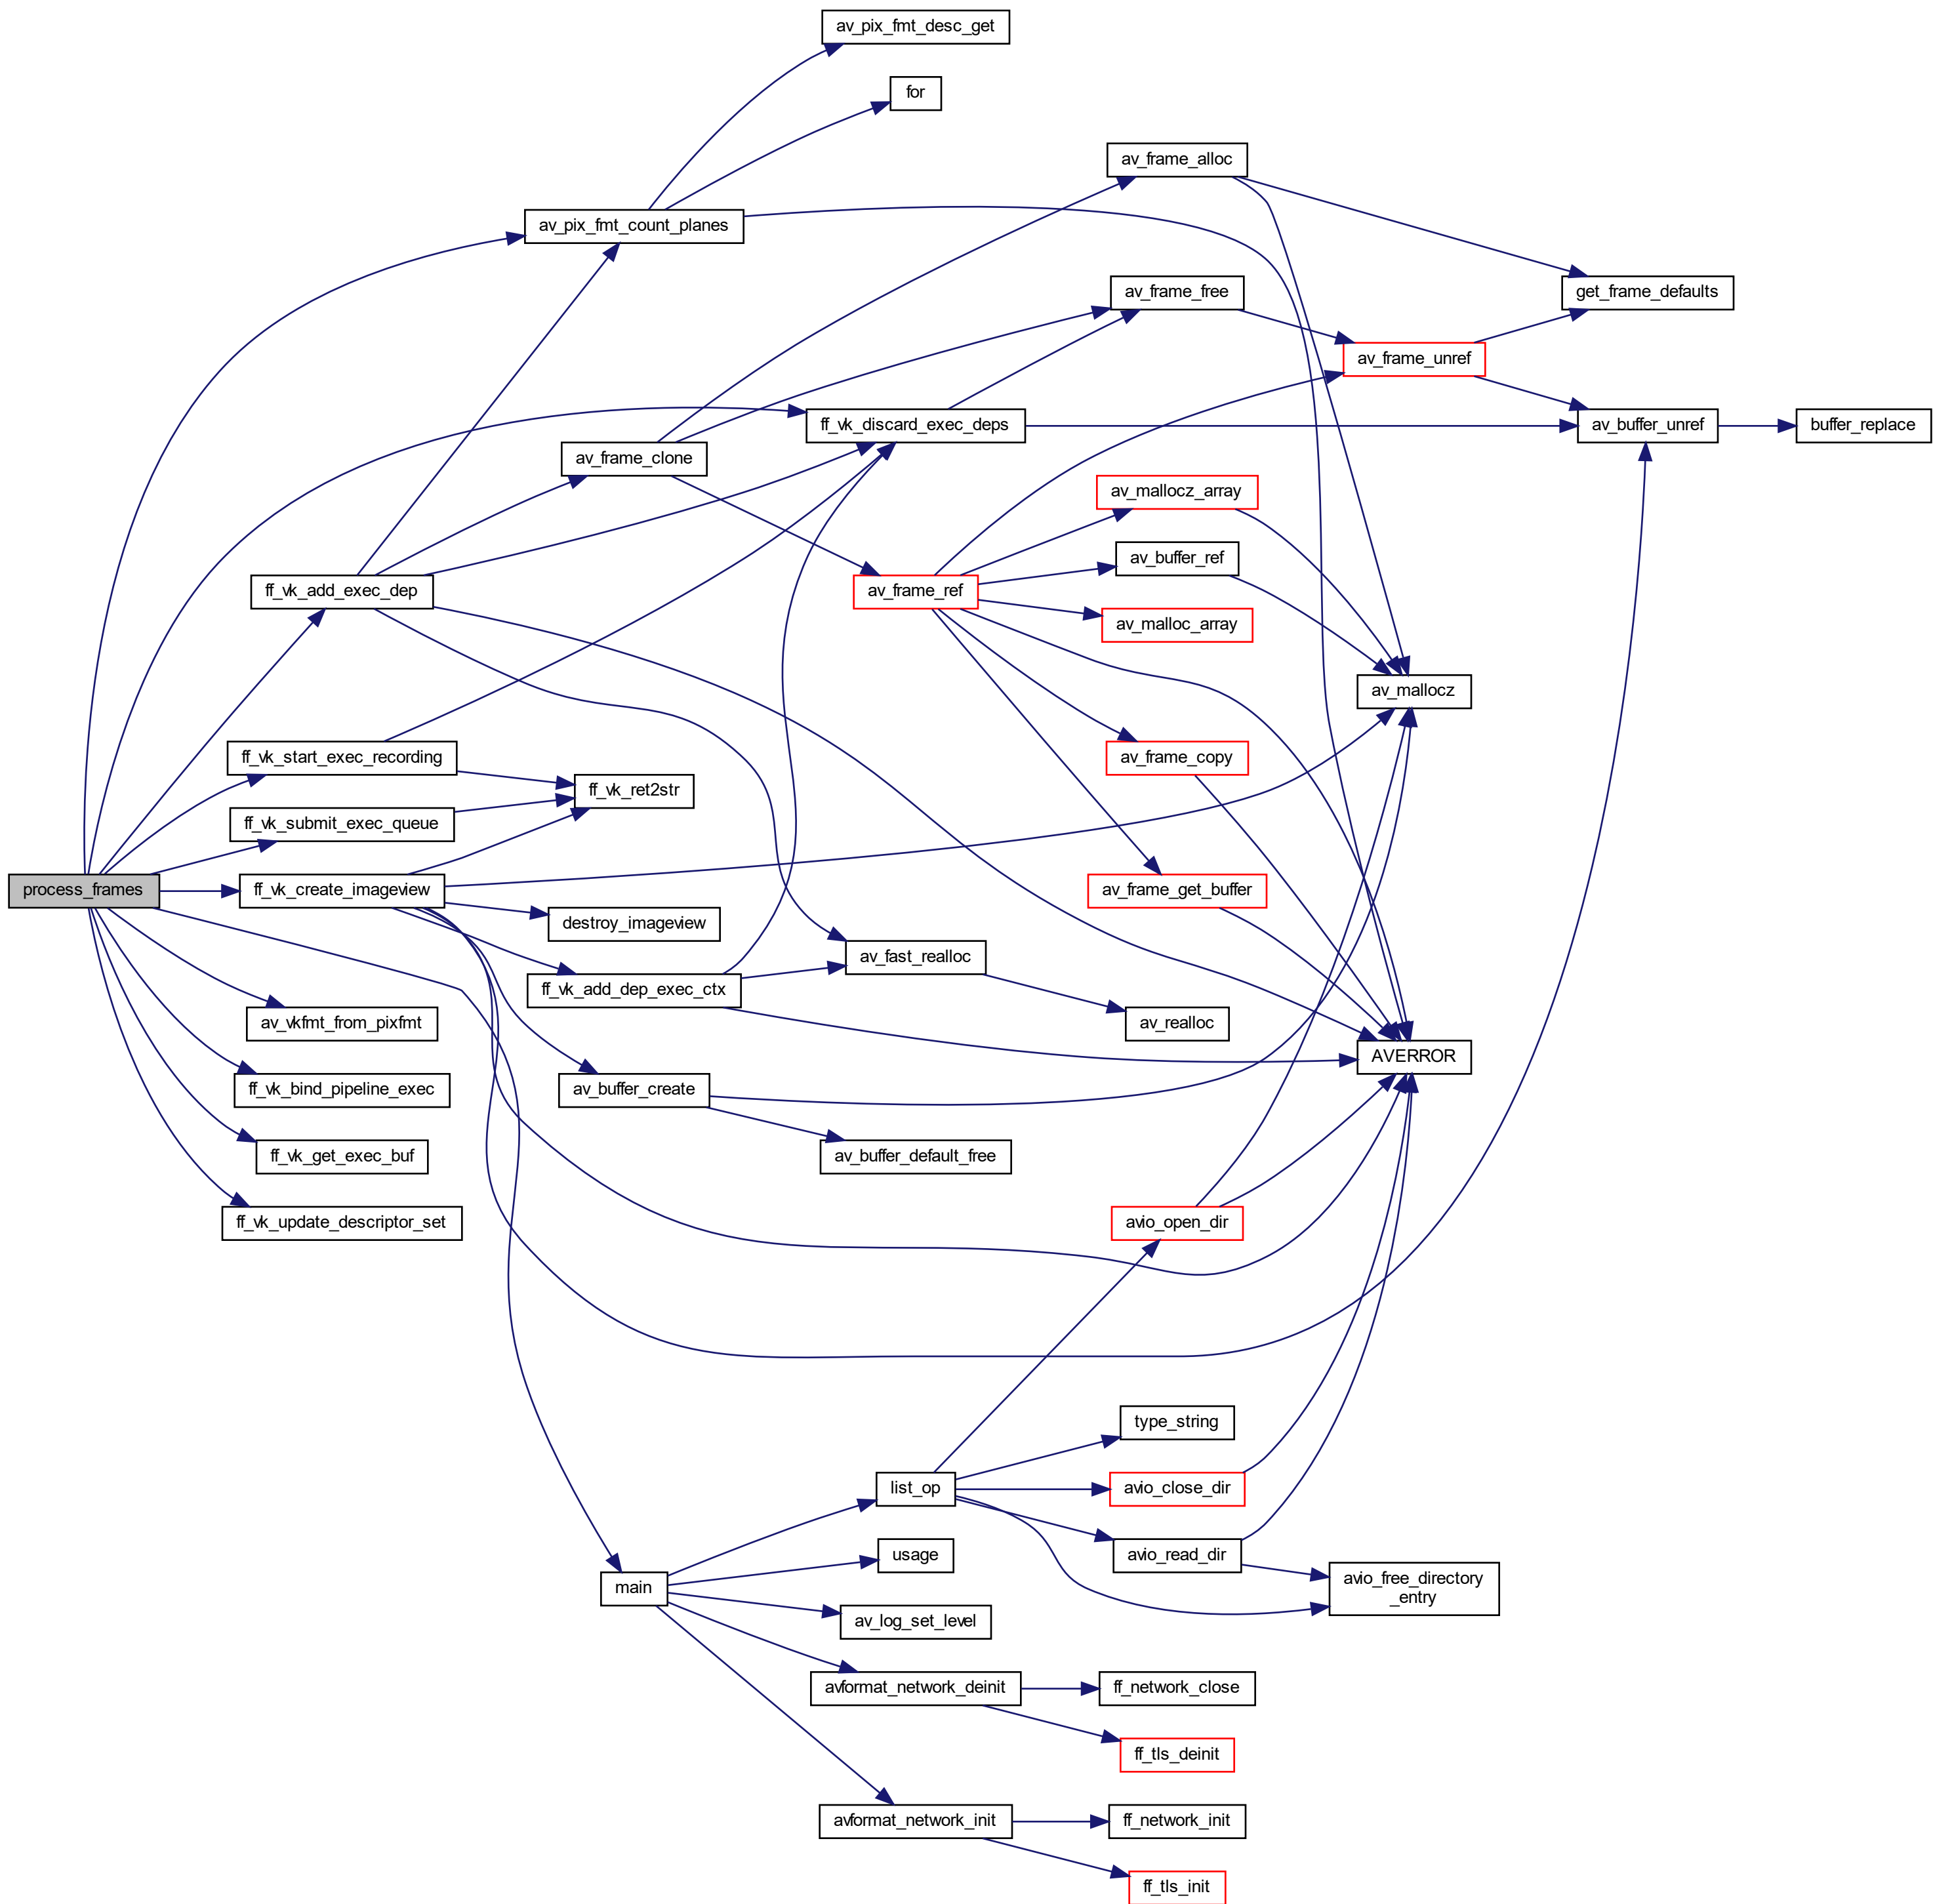 av_pix_fmt_desc_get
for
av_frame_alloc
av_pix_fmt_count_planes
av_frame_free
get_frame_defaults
av_frame_unref
ff_vk_discard_exec_deps
av_buffer_unref
buffer_replace
av_frame_clone
av_mallocz_array
av_buffer_ref
ff_vk_add_exec_dep
av_frame_ref
av_malloc_array
av_mallocz
ff_vk_start_exec_recording
av_frame_copy
ff_vk_ret2str
ff_vk_submit_exec_queue
process_frames
ff_vk_create_imageview
av_frame_get_buffer
destroy_imageview
av_fast_realloc
ff_vk_add_dep_exec_ctx
av_vkfmt_from_pixfmt
av_realloc
AVERROR
ff_vk_bind_pipeline_exec
av_buffer_create
ff_vk_get_exec_buf
av_buffer_default_free
ff_vk_update_descriptor_set
avio_open_dir
type_string
list_op
avio_close_dir
usage
avio_read_dir
main
avio_free_directory
_entry
av_log_set_level
avformat_network_deinit
ff_network_close
ff_tls_deinit
avformat_network_init
ff_network_init
ff_tls_init